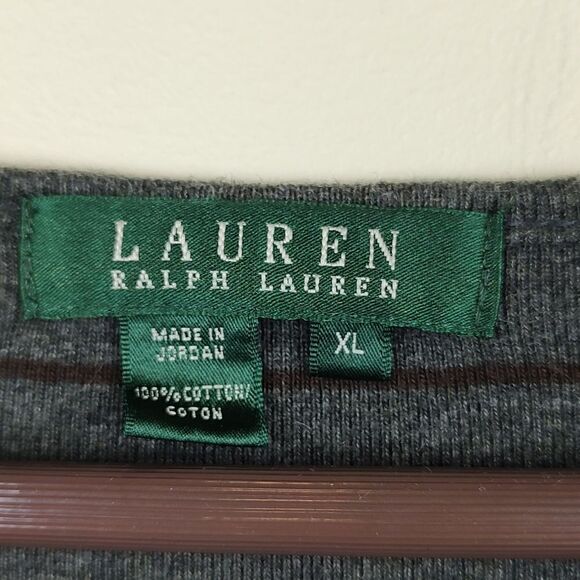 LAUREN
RALPH LAUREN
MADE IN
JORDAN
100% COTTON/
COTON
XL